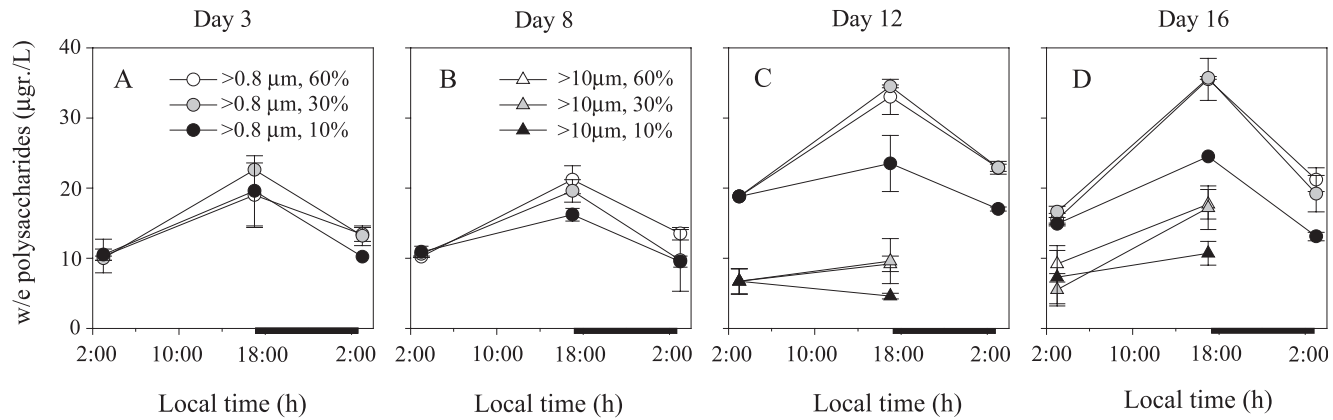 Day 3
Day 8
Day 12
Day 16
w/e polysaccharides (µgr./L)
40
30
20
10
0
A
>0.8 µm, 60%
>0.8 µm, 30%
>0.8 µm, 10%
B
>10µm, 60%
>10µm, 30%
>10µm, 10%
C
D
2:00 10:00 18:00 2:00
2:00 10:00 18:00 2:00
2:00 10:00 18:00 2:00
2:00 10:00 18:00 2:00
Local time (h)
Local time (h)
Local time (h)
Local time (h)